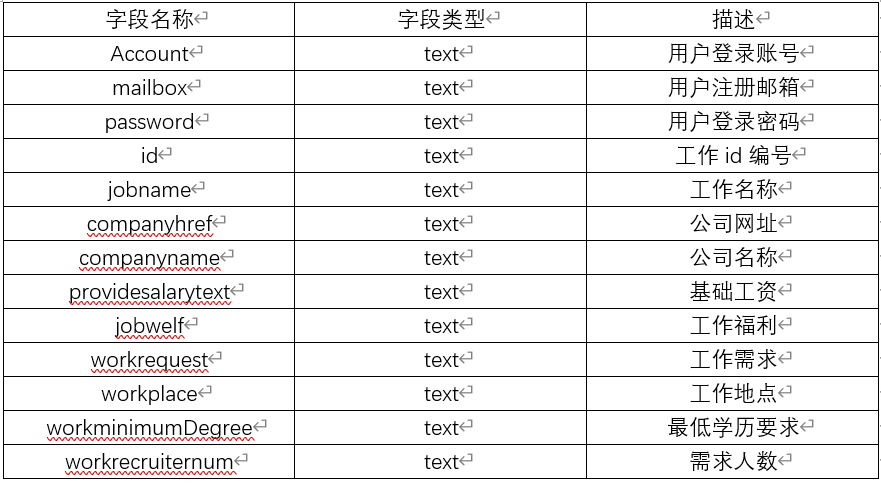 字段名称 字段类型 描述
Account text 用户登录账号
mailbox text 用户注册邮箱
password text 用户登录密码
id text 工作 id 编号
jobname text 工作名称
companyhref text 公司网址
companyname text 公司名称
providesalarytext text 基础工资
jobwelf text 工作福利
workrequest text 工作需求
workplace text 工作地点
workminimumDegree text 最低学历要求
workrecruiternum text 需求人数